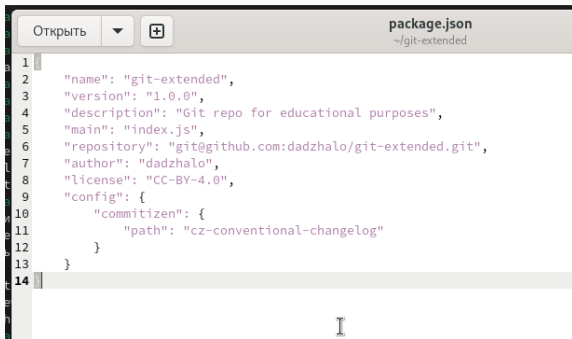 Открыть
package.json
~/git-extended
1 {
2 "name": "git-extended",
3 "version": "1.0.0",
4 "description": "Git repo for educational purposes",
5 "main": "index.js",
6 "repository": "git@github.com:dadzhalo/git-extended.git",
7 "author": "dadzhalo",
8 "license": "CC-BY-4.0",
9 "config": {
10 "commitizen": {
11 "path": "cz-conventional-changelog"
12 }
13 }
14 }